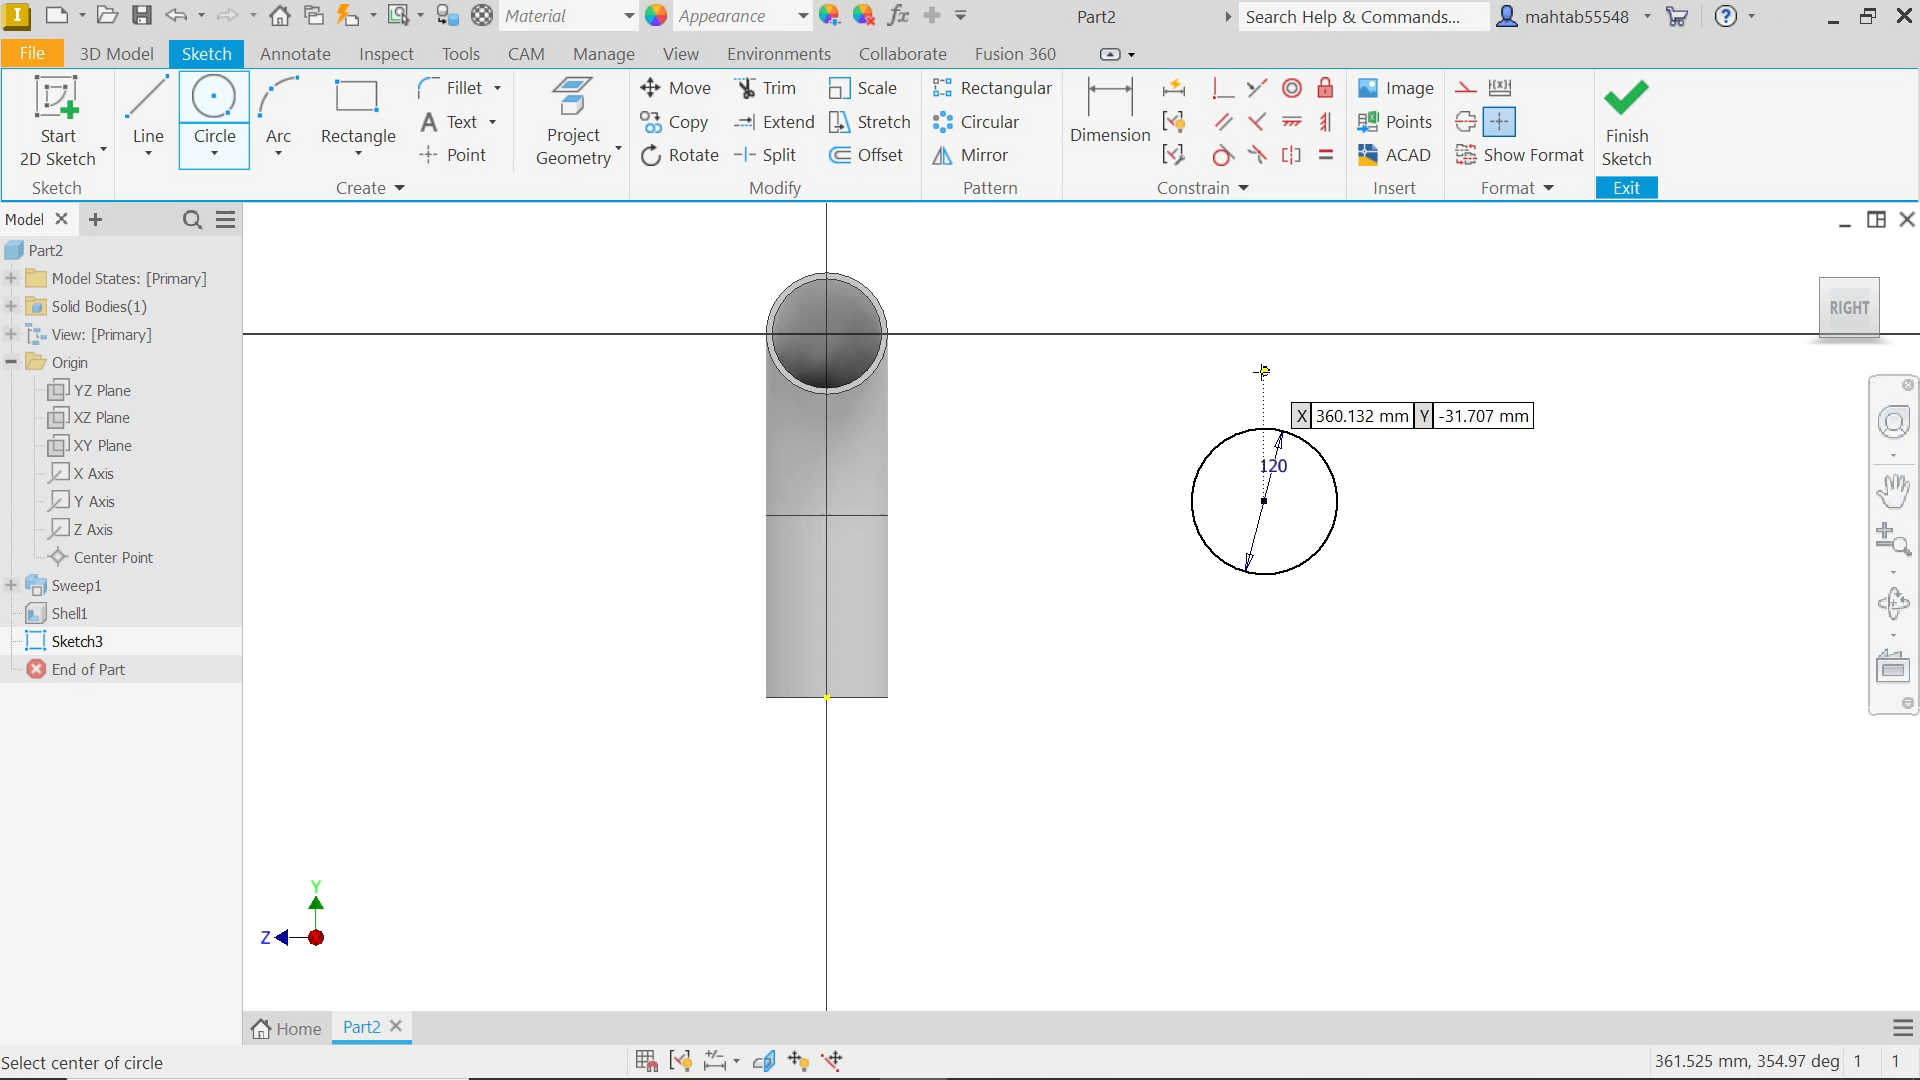 Material Appearance Part2 Search Help & Commands... mahtab55548
File 3D Model Sketch Annotate Inspect Tools CAM Manage View Environments Collaborate Fusion 360
Start
2D Sketch
Line
Circle
Arc
Rectangle
Fillet
Text
Point
Project
Geometry
Move Trim Scale
Copy Extend Stretch
Rotate Split Offset
Rectangular
Circular
Mirror
Dimension
Image
Points
ACAD
Show Format
Finish
Sketch
Sketch Create Modify Pattern Constrain Insert Format Exit
Model
Part2
Model States: [Primary]
Solid Bodies(1)
View: [Primary]
Origin
YZ Plane
XZ Plane
XY Plane
X Axis
Y Axis
Z Axis
Center Point
Sweep1
Shell1
Sketch3
End of Part
RIGHT
X 360.132 mm Y -31.707 mm
120
Y
Z
Home Part2
Select center of circle
361.525 mm, 354.97 deg 1 1